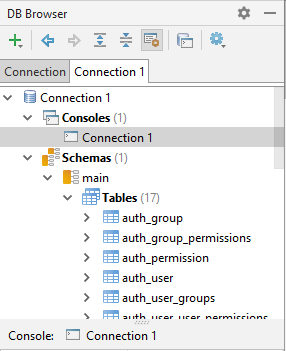 DB Browser
Connection
Connection 1
Connection 1
Consoles (1)
Connection 1
Schemas (1)
main
Tables (17)
auth_group
auth_group_permissions
auth_permission
auth_user
auth_user_groups
auth_user_user_permissions
Console: Connection 1